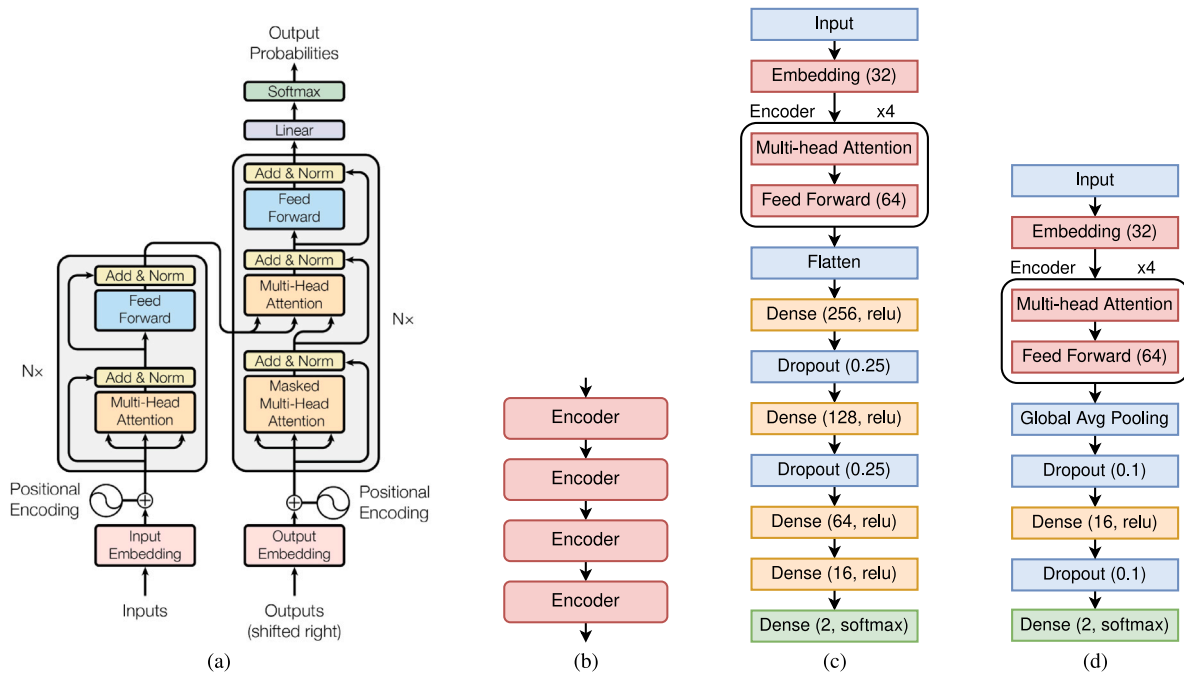 Output
Probabilities
Softmax
Linear
Add & Norm
Feed
Forward
Add & Norm
Multi-Head
Attention
Add & Norm
Masked
Multi-Head
Attention
N×
Positional
Encoding
Output
Embedding
Outputs
(shifted right)
Add & Norm
Feed
Forward
Add & Norm
Multi-Head
Attention
N×
Positional
Encoding
Input
Embedding
Inputs
(a)
Encoder
Encoder
Encoder
Encoder
(b)
Input
Embedding (32)
Encoder x4
Multi-head Attention
Feed Forward (64)
Flatten
Dense (256, relu)
Dropout (0.25)
Dense (128, relu)
Dropout (0.25)
Dense (64, relu)
Dense (16, relu)
Dense (2, softmax)
(c)
Input
Embedding (32)
Encoder x4
Multi-head Attention
Feed Forward (64)
Global Avg Pooling
Dropout (0.1)
Dense (16, relu)
Dropout (0.1)
Dense (2, softmax)
(d)